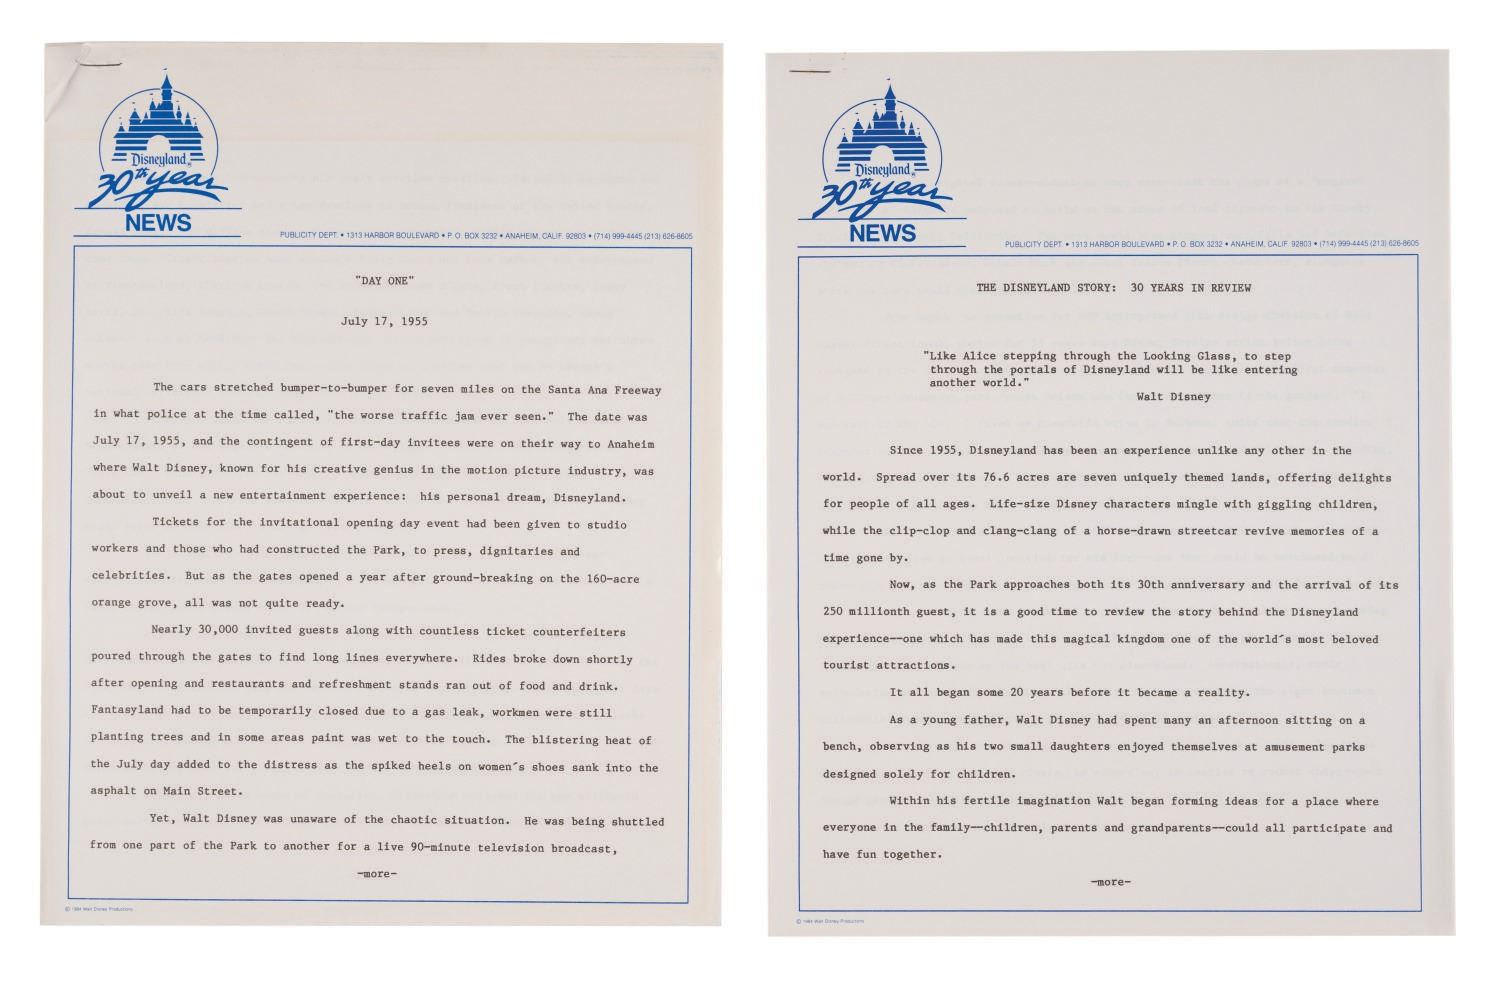 Disneyland
30th year
NEWS
PUBLICITY DEPT. • 1313 HARBOR BOULEVARD • P. O. BOX 3232 • ANAHEIM, CALIF. 92803 • (714) 999-4445 (213) 626-8605
"DAY ONE"
July 17, 1955
The cars stretched bumper-to-bumper for seven miles on the Santa Ana Freeway
in what police at the time called, "the worse traffic jam ever seen." The date was
July 17, 1955, and the contingent of first-day invitees were on their way to Anaheim
where Walt Disney, known for his creative genius in the motion picture industry, was
about to unveil a new entertainment experience: his personal dream, Disneyland.
Tickets for the invitational opening day event had been given to studio
workers and those who had constructed the Park, to press, dignitaries and
celebrities. But as the gates opened a year after ground-breaking on the 160-acre
orange grove, all was not quite ready.
Nearly 30,000 invited guests along with countless ticket counterfeiters
poured through the gates to find long lines everywhere. Rides broke down shortly
after opening and restaurants and refreshment stands ran out of food and drink.
Fantasyland had to be temporarily closed due to a gas leak, workmen were still
planting trees and in some areas paint was wet to the touch. The blistering heat of
the July day added to the distress as the spiked heels on women's shoes sank into the
asphalt on Main Street.
Yet, Walt Disney was unaware of the chaotic situation. He was being shuttled
from one part of the Park to another for a live 90-minute television broadcast,
-more-
© 1984 Walt Disney Productions
Disneyland
30th year
NEWS
PUBLICITY DEPT. • 1313 HARBOR BOULEVARD • P. O. BOX 3232 • ANAHEIM, CALIF. 92803 • (714) 999-4445 (213) 626-8605
THE DISNEYLAND STORY: 30 YEARS IN REVIEW
"Like Alice stepping through the Looking Glass, to step
through the portals of Disneyland will be like entering
another world."
Walt Disney
Since 1955, Disneyland has been an experience unlike any other in the
world. Spread over its 76.6 acres are seven uniquely themed lands, offering delights
for people of all ages. Life-size Disney characters mingle with giggling children,
while the clip-clop and clang-clang of a horse-drawn streetcar revive memories of a
time gone by.
Now, as the Park approaches both its 30th anniversary and the arrival of its
250 millionth guest, it is a good time to review the story behind the Disneyland
experience--one which has made this magical kingdom one of the world's most beloved
tourist attractions.
It all began some 20 years before it became a reality.
As a young father, Walt Disney had spent many an afternoon sitting on a
bench, observing as his two small daughters enjoyed themselves at amusement parks
designed solely for children.
Within his fertile imagination Walt began forming ideas for a place where
everyone in the family--children, parents and grandparents--could all participate and
have fun together.
-more-
© 1984 Walt Disney Productions